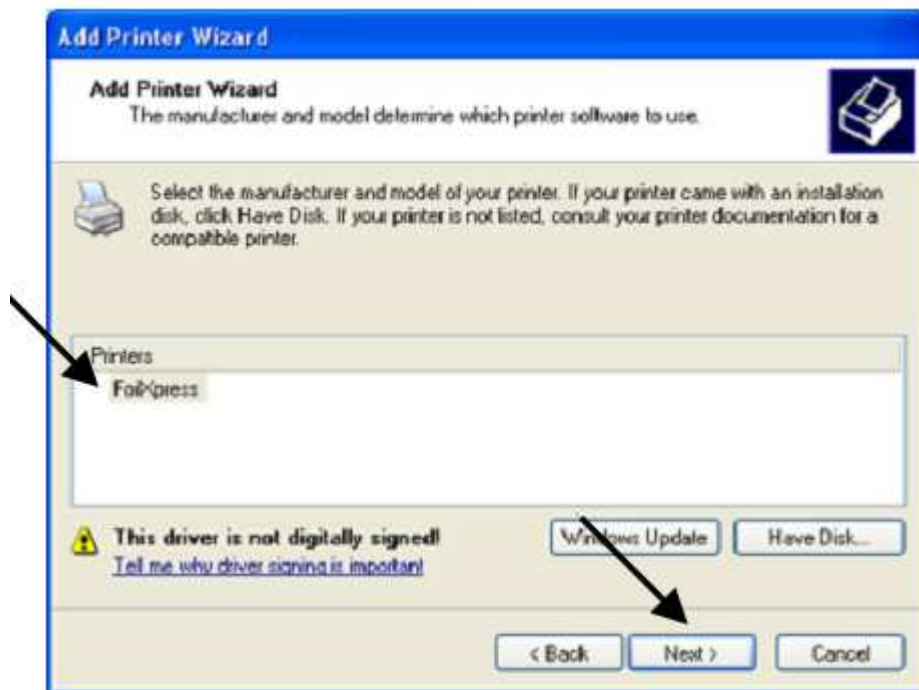 Add Printer Wizard
Add Printer Wizard
The manufacturer and model determine which printer software to use.
Select the manufacturer and model of your printer. If your printer came with an installation
disk, click Have Disk. If your printer is not listed, consult your printer documentation for a
compatible printer.
Printers
FoilXpress
This driver is not digitally signed!
Tell me why driver signing is important
Windows Update
Have Disk...
< Back
Next >
Cancel